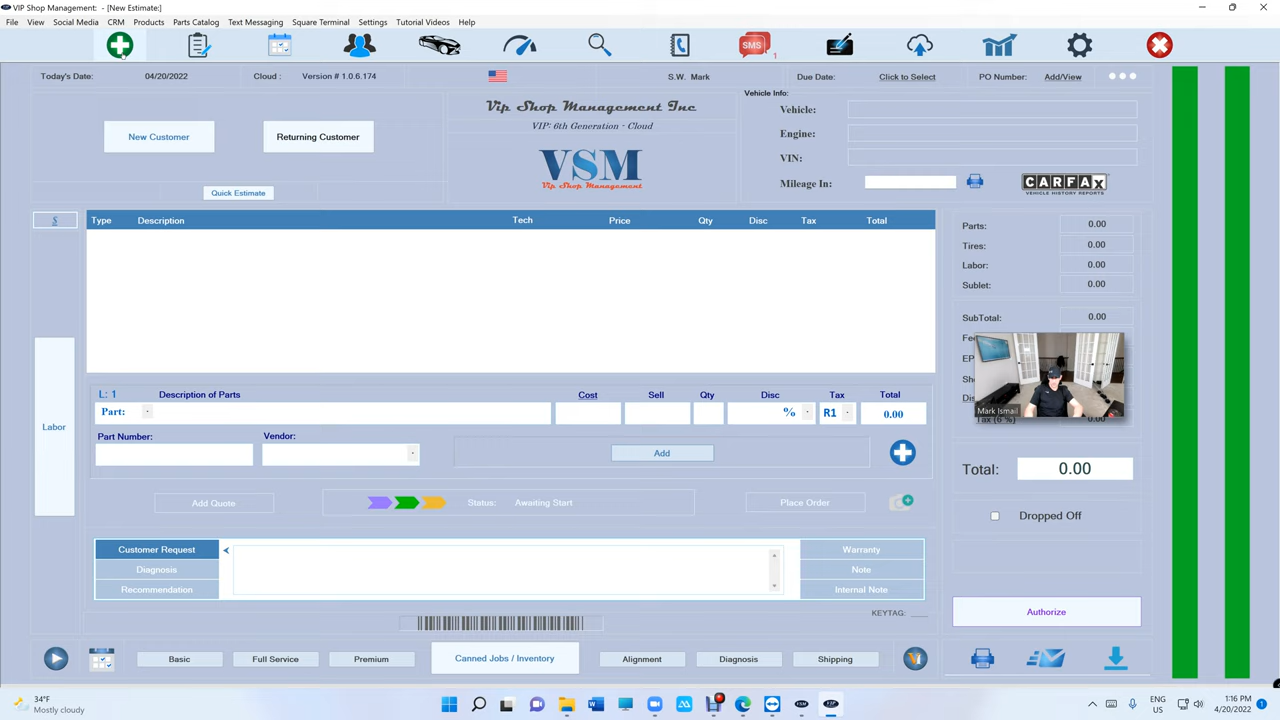 VIP Shop Management: - [New Estimate:]
File View Social Media CRM Products Parts Catalog Text Messaging Square Terminal Settings Tutorial Videos Help
SMS 1
Today's Date: 04/20/2022 Cloud : Version # 1.0.6.174 S.W. Mark Due Date: Click to Select PO Number: Add/View
Vip Shop Management Inc
VIP: 6th Generation - Cloud
VSM
Vip Shop Management
New Customer Returning Customer
Quick Estimate
Vehicle Info:
Vehicle:
Engine:
VIN:
Mileage In: CARFAX
VEHICLE HISTORY REPORTS
$ Type Description Tech Price Qty Disc Tax Total
Parts: 0.00
Tires: 0.00
Labor: 0.00
Sublet: 0.00
SubTotal: 0.00
Mark Ismail
Tax (6 %)
Labor
L: 1 Description of Parts Cost Sell Qty Disc Tax Total
Part: % R1 0.00
Part Number: Vendor:
Add
Total: 0.00
Add Quote Status: Awaiting Start Place Order
Dropped Off
Customer Request Warranty
Diagnosis Note
Recommendation Internal Note
KEYTAG:
Authorize
Basic Full Service Premium Canned Jobs / Inventory Alignment Diagnosis Shipping
34°F
Mostly cloudy
ENG
US
1:16 PM
4/20/2022